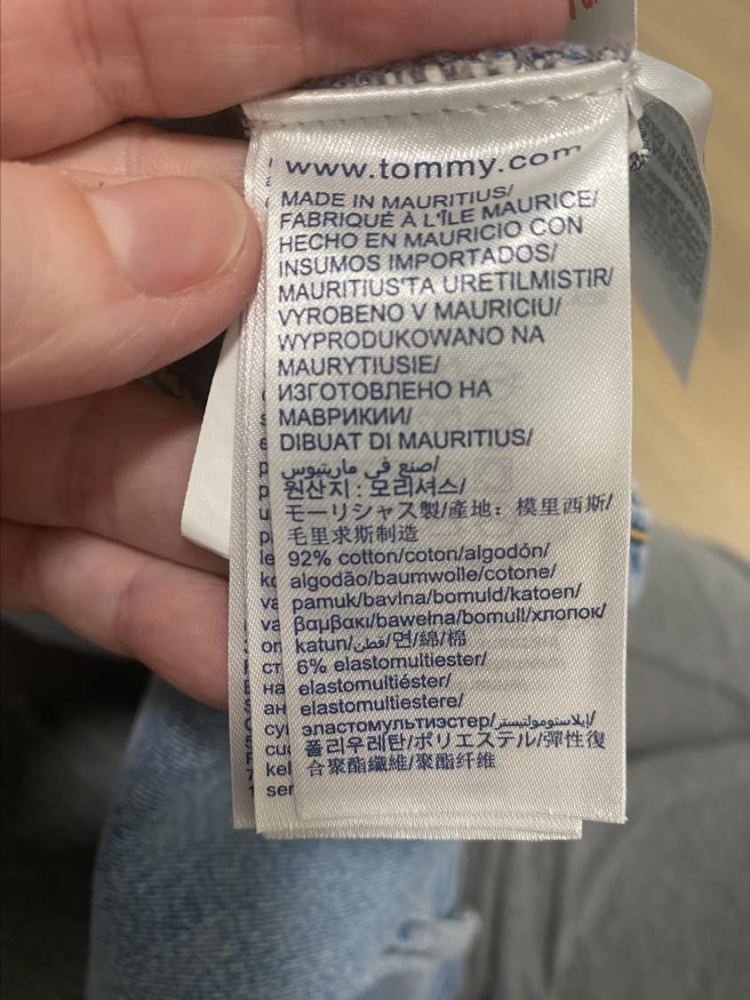 www.tommy.com
MADE IN MAURITIUS/
FABRIQUÉ À L'ÎLE MAURICE/
HECHO EN MAURICIO CON
INSUMOS IMPORTADOS/
MAURITIUS'TA URETILMISTIR/
VYROBENO V MAURICIU/
WYPRODUKOWANO NA
MAURYTIUSIE/
ИЗГОТОВЛЕНО НА
МАВРИКИИ/
DIBUAT DI MAURITIUS/
صنع في ماريتيوس/
원산지 : 모리셔스/
モーリシャス製/產地：模里西斯/
毛里求斯制造
92% cotton/coton/algodón/
algodão/baumwolle/cotone/
pamuk/bavlna/bomuld/katoen/
βαμβακι/bawełna/bomull/хлопок/
katun/قطن/면/綿/棉
6% elastomultiester/
elastomultiéster/
elastomultiestere/
эластомультиэстер/إيلاستومولتيستر/
폴리우레탄/ポリエステル/彈性復
合聚酯纖維/聚酯纤维